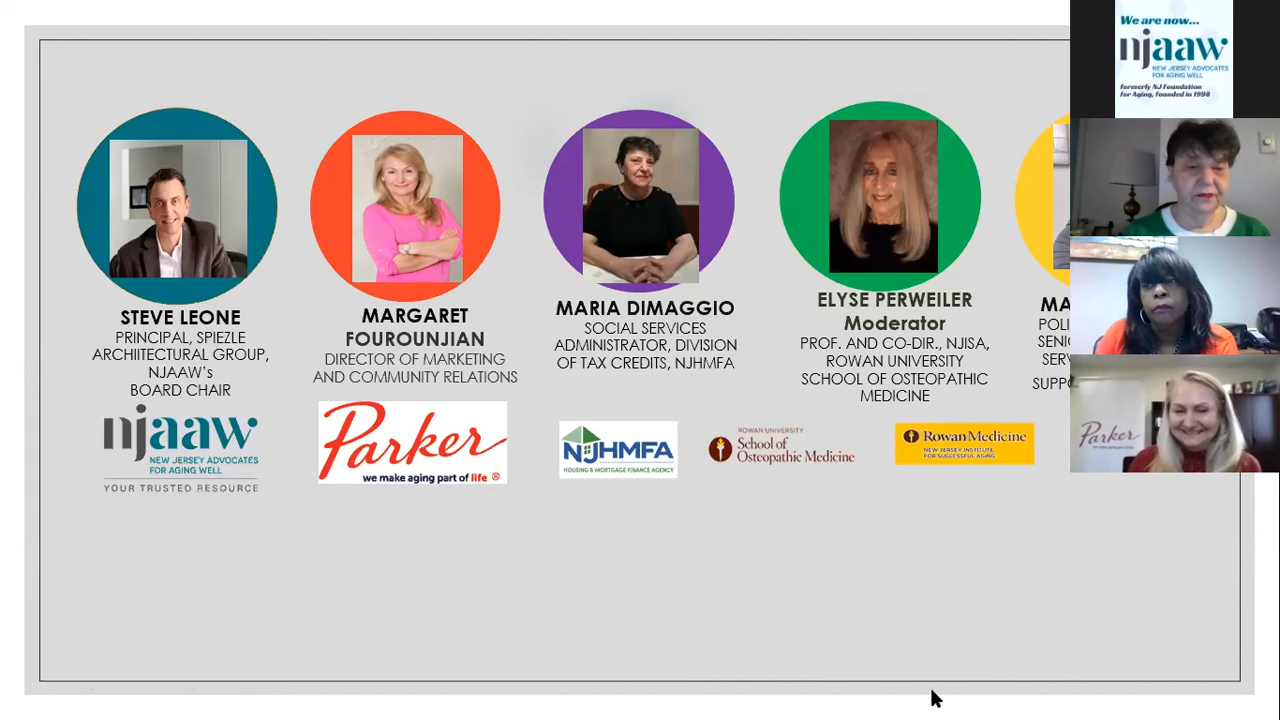 STEVE LEONE
PRINCIPAL, SPIEZLE
ARCHIITECTURAL GROUP,
NJAAW's
BOARD CHAIR
njaaw
NEW JERSEY ADVOCATES
FOR AGING WELL
YOUR TRUSTED RESOURCE
MARGARET
FOUROUNJIAN
DIRECTOR OF MARKETING
AND COMMUNITY RELATIONS
Parker
we make aging part of life ®
MARIA DIMAGGIO
SOCIAL SERVICES
ADMINISTRATOR, DIVISION
OF TAX CREDITS, NJHMFA
NJHMFA
HOUSING & MORTGAGE FINANCE AGENCY
ELYSE PERWEILER
Moderator
PROF. AND CO-DIR., NJISA,
ROWAN UNIVERSITY
SCHOOL OF OSTEOPATHIC
MEDICINE
ROWAN UNIVERSITY
School of
Osteopathic Medicine
RowanMedicine
NEW JERSEY INSTITUTE
FOR SUCCESSFUL AGING
MA
POLI
SENI
SERV
SUPPO
We are now...
njaaw
NEW JERSEY ADVOCATES
FOR AGING WELL
formerly NJ Foundation
for Aging, founded in 1998
Parker